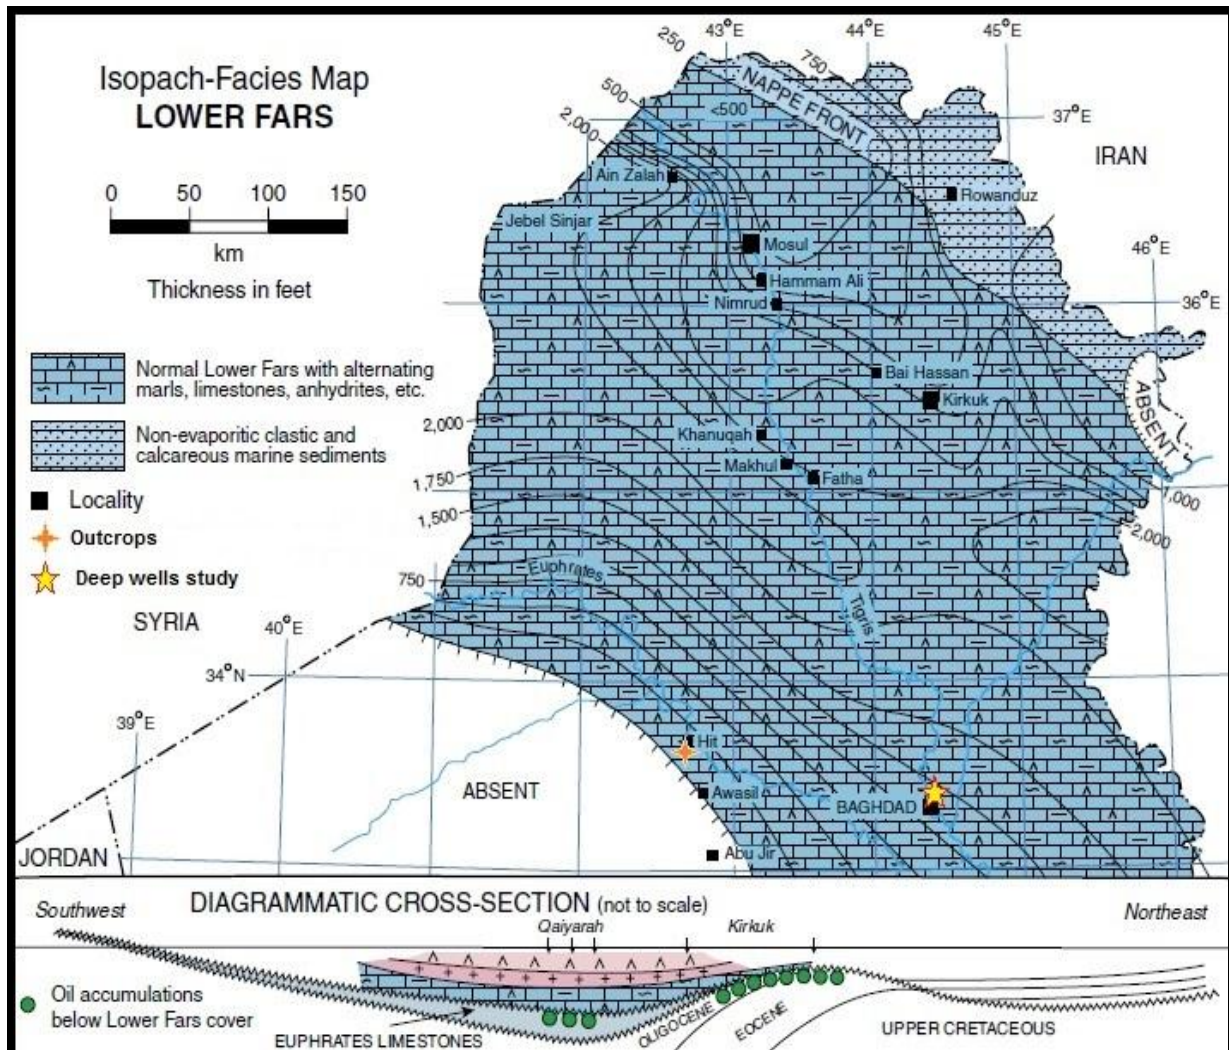 Isopach-Facies Map
LOWER FARS
0 50 100 150
km
Thickness in feet
Normal Lower Fars with alternating
marls, limestones, anhydrites, etc.
Non-evaporitic clastic and
calcareous marine sediments
Locality
Outcrops
Deep wells study
43°E
44°E
45°E
250
750
NAPPE FRONT
500
<500
2,000
37°E
IRAN
Ain Zalah
Rowanduz
Jebel Sinjar
Mosul
46°E
Hammam Ali
Nimrud
36°E
Bai Hassan
ABSENT
Kirkuk
2,000
Khanuqah
Makhul
Fatha
1,750
1,000
1,500
2,000
Euphrates
750
Tigris
SYRIA
40°E
34°N
39°E
Hit
ABSENT
Awasil
BAGHDAD
JORDAN
Abu Jir
DIAGRAMMATIC CROSS-SECTION (not to scale)
Southwest
Northeast
Qaiyarah
Kirkuk
Oil accumulations
below Lower Fars cover
EUPHRATES LIMESTONES
OLIGOCENE
EOCENE
UPPER CRETACEOUS